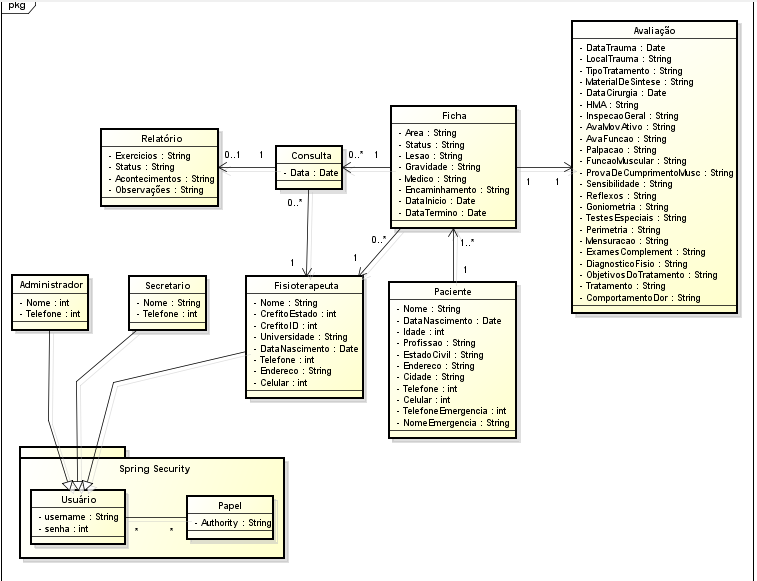 pkg
Avaliação
- DataTrauma : Date
- LocalTrauma : String
- TipoTratamento : String
- MaterialDeSintese : String
- DataCirurgia : Date
- HMA : String
- InspecaoGeral : String
- AvaMovAtivo : String
- AvaFuncao : String
- Palpacao : String
- FuncaoMuscular : String
- ProvaDeCumprimentoMusc : String
- Sensibilidade : String
- Reflexos : String
- Goniometria : String
- TestesEspeciais : String
- Perimetria : String
- Mensuracao : String
- ExamesComplement : String
- DiagnosticoFisio : String
- ObjetivosDoTratamento : String
- Tratamento : String
- ComportamentoDor : String
Ficha
- Area : String
- Status : String
- Lesao : String
- Gravidade : String
- Medico : String
- Encaminhamento : String
- DataInicio : Date
- DataTermino : Date
1 1
Relatório
- Exercicios : String
- Status : String
- Acontecimentos : String
- Observações : String
0..1 1
Consulta
- Data : Date
0..* 1
0..*
1
0..*
1
1..*
1
Administrador
- Nome : int
- Telefone : int
Secretario
- Nome : String
- Telefone : int
Fisioterapeuta
- Nome : String
- CrefitoEstado : int
- CrefitoID : int
- Universidade : String
- DataNascimento : Date
- Telefone : int
- Endereco : String
- Celular : int
Paciente
- Nome : String
- DataNascimento : Date
- Idade : int
- Profissao : String
- EstadoCivil : String
- Endereco : String
- Cidade : String
- Telefone : int
- Celular : int
- TelefoneEmergencia : int
- NomeEmergencia : String
Spring Security
Usuário
- username : String
- senha : int
* *
Papel
- Authority : String